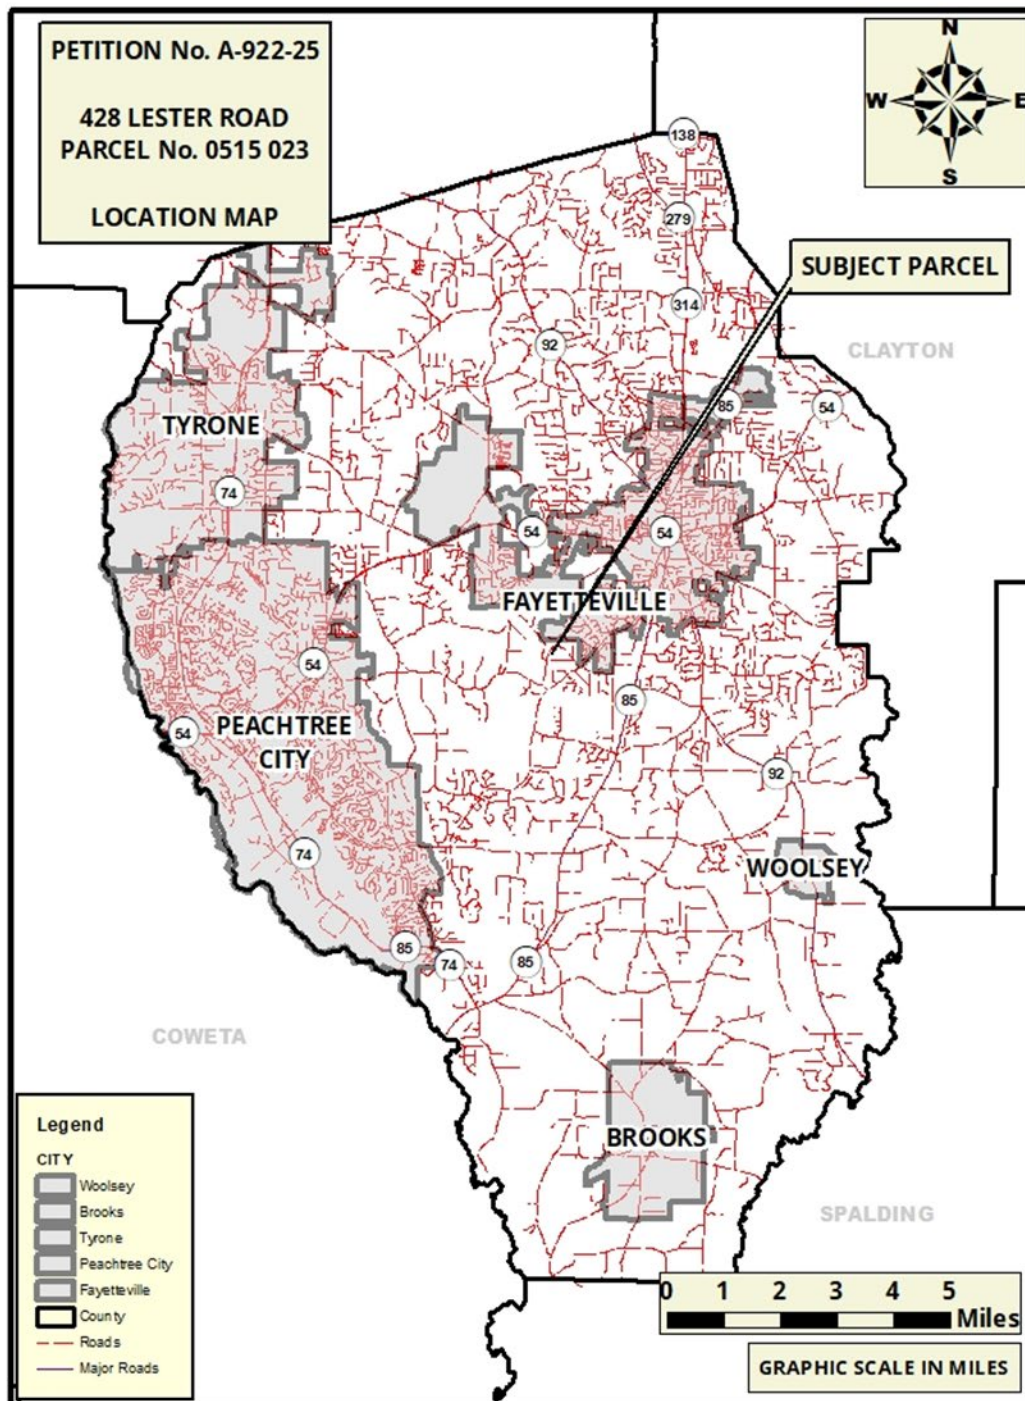 PETITION No. A-922-25
428 LESTER ROAD
PARCEL No. 0515 023
LOCATION MAP
N
W
E
S
138
279
SUBJECT PARCEL
314
92
CLAYTON
85
54
TYRONE
74
54
54
FAYETTEVILLE
54
85
54
PEACHTREE
CITY
92
74
WOOLSEY
85
74
85
COWETA
BROOKS
SPALDING
Legend
CITY
Woolsey
Brooks
Tyrone
Peachtree City
Fayetteville
County
Roads
Major Roads
0 1 2 3 4 5
Miles
GRAPHIC SCALE IN MILES